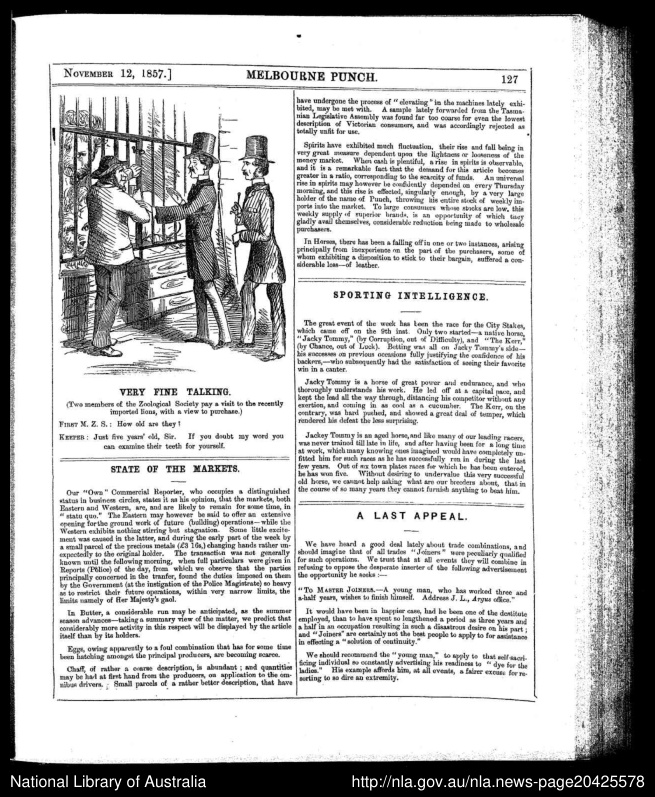 NOVEMBER 12, 1857.]
MELBOURNE PUNCH.
127
VERY FINE TALKING.
(Two members of the Zoological Society pay a visit to the recently
imported lions, with a view to purchase.)
FIRST M. Z. S. : How old are they ?
KEEPER : Just five years' old, Sir. If you doubt my word you
can examine their teeth for yourself.
STATE OF THE MARKETS.
Our "Own" Commercial Reporter, who occupies a distinguished
status in business circles, states it as his opinion, that the markets, both
Eastern and Western, are, and are likely to remain for some time, in
"statu quo." The Eastern may however be said to offer an extensive
opening for the ground work of future (building) operations—while the
Western exhibits nothing stirring but stagnation. Some little excite-
ment was caused in the latter, and during the early part of the week by
a small parcel of the precious metals (£3 16s.) changing hands rather un-
expectedly to the original holder. The transaction was not generally
known until the following morning, when full particulars were given in
Reports (Police) of the day, from which we observe that the parties
principally concerned in the tranfer, found the duties imposed on them
by the Government (at the instigation of the Police Magistrate) so heavy
as to restrict their future operations, within very narrow limits, the
limits namely of Her Majesty's gaol.
In Butter, a considerable run may be anticipated, as the summer
season advances—taking a summary view of the matter, we predict that
considerably more activity in this respect will be displayed by the article
itself than by its holders.
Eggs, owing apparently to a foul combination that has for some time
been hatching amongst the principal producers, are becoming scarce.
Chaff, of rather a coarse description, is abundant ; and quantities
may be had at first hand from the producers, on application to the om-
nibus drivers. Small parcels of a rather better description, that have
have undergone the process of "elevating" in the machines lately exhi-
bited, may be met with. A sample lately forwarded from the Tasma-
nian Legislative Assembly was found far too coarse for even the lowest
description of Victorian consumers, and was accordingly rejected as
totally unfit for use.
Spirits have exhibited much fluctuation, their rise and fall being in
very great measure dependent upon the lightness or looseness of the
money market. When cash is plentiful, a rise in spirits is observable,
and it is a remarkable fact that the demand for this article becomes
greater in a ratio, corresponding to the scarcity of funds. An universal
rise in spirits may however be confidently depended on every Thursday
morning, and this rise is effected, singularly enough, by a very large
holder of the name of Punch, throwing his entire stock of weekly im-
ports into the market. To large consumers whose stocks are low, this
weekly supply of superior brands, is an opportunity of which they
gladly avail themselves, considerable reduction being made to wholesale
purchasers.
In Horses, there has been a falling off in one or two instances, arising
principally from inexperience on the part of the purchasers, some of
whom exhibiting a disposition to stick to their bargain, suffered a con-
siderable loss—of leather.
SPORTING INTELLIGENCE.
The great event of the week has been the race for the City Stakes,
which came off on the 9th inst. Only two started—a native horse,
"Jacky Tommy," (by Corruption, out of Difficulty), and "The Kerr,"
(by Chance, out of Luck). Betting was all on Jacky Tommy's side—
his successes on previous occasions fully justifying the confidence of his
backers,—who subsequently had the satisfaction of seeing their favorite
win in a canter.
Jacky Tommy is a horse of great power and endurance, and who
thoroughly understands his work. He led off at a capital pace, and
kept the lead all the way through, distancing his competitor without any
exertion, and coming in as cool as a cucumber. The Kerr, on the
contrary, was hard pushed, and showed a great deal of temper, which
rendered his defeat the less surprising.
Jackey Tommy is an aged horse, and like many of our leading racers,
was never trained till late in life, and after having been for a long time
at work, which many knowing ones imagined would have completely un-
fitted him for such races as he has successfully run in during the last
few years. Out of six town plates races for which he has been entered,
he has won five. Without desiring to undervalue this very successful
old horse, we cannot help asking what are our breeders about, that in
the course of so many years they cannot furnish anything to beat him.
A LAST APPEAL.
We have heard a good deal lately about trade combinations, and
should imagine that of all trades "Joiners" were peculiarly qualified
for such operations. We trust that at all events they will combine in
refusing to oppose the desperate inserter of the following advertisement
the opportunity he seeks :—
"TO MASTER JOINERS.—A young man, who has worked three and
a-half years, wishes to finish himself. Address J. L., Argus office."
It would have been in happier case, had he been one of the destitute
employed, than to have spent so lengthened a period as three years and
a half in an occupation resulting in such a disastrous desire on his part ;
and "Joiners" are certainly not the best people to apply to for assistance
in effecting a "solution of continuity."
We should recommend the "young man," to apply to that self-sacri-
ficing individual so constantly advertising his readiness to "dye for the
ladies." His example affords him, at all events, a fairer excuse for re-
sorting to so dire an extremity.
National Library of Australia
http://nla.gov.au/nla.news-page20425578